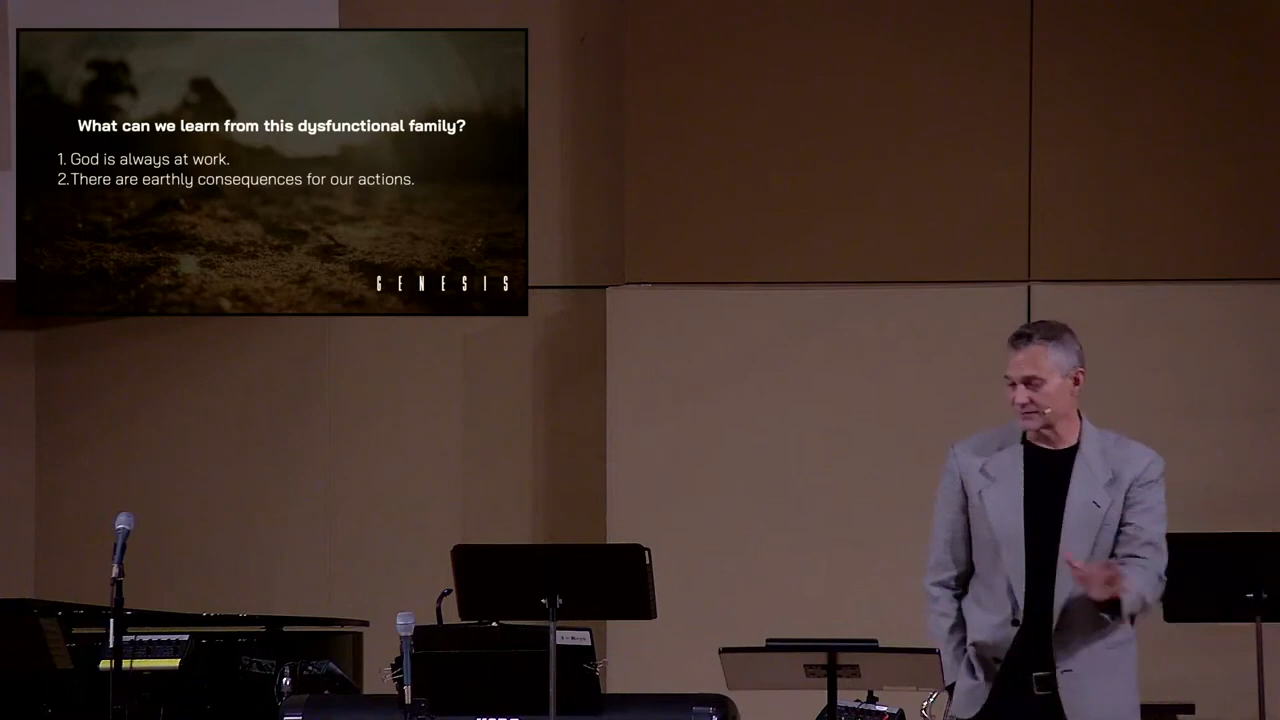 What can we learn from this dysfunctional family?
1. God is always at work.
2.There are earthly consequences for our actions.
GENESIS